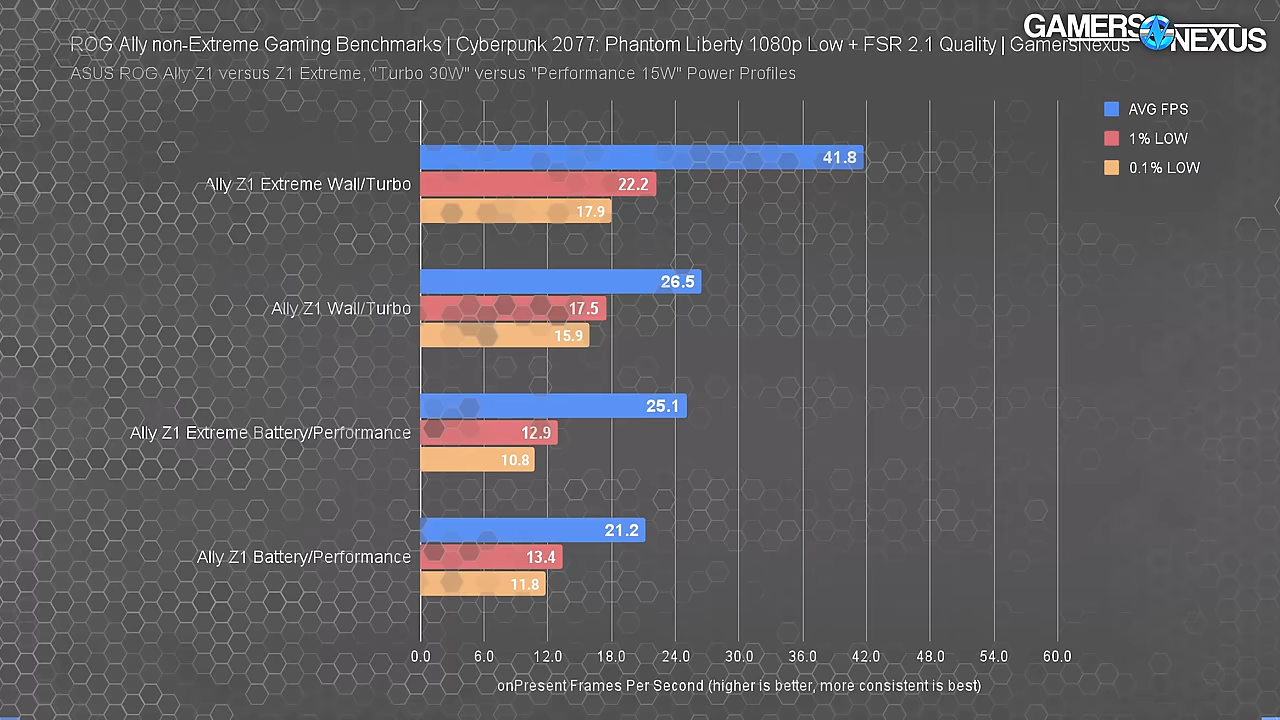 GAMERS NEXUS
ROG Ally non-Extreme Gaming Benchmarks | Cyberpunk 2077: Phantom Liberty 1080p Low + FSR 2.1 Quality | GamersNexus
ASUS ROG Ally Z1 versus Z1 Extreme, "Turbo 30W" versus "Performance 15W" Power Profiles
AVG FPS
1% LOW
0.1% LOW
Ally Z1 Extreme Wall/Turbo
41.8
22.2
17.9
Ally Z1 Wall/Turbo
26.5
17.5
15.9
Ally Z1 Extreme Battery/Performance
25.1
12.9
10.8
Ally Z1 Battery/Performance
21.2
13.4
11.8
0.0 6.0 12.0 18.0 24.0 30.0 36.0 42.0 48.0 54.0 60.0
onPresent Frames Per Second (higher is better, more consistent is best)